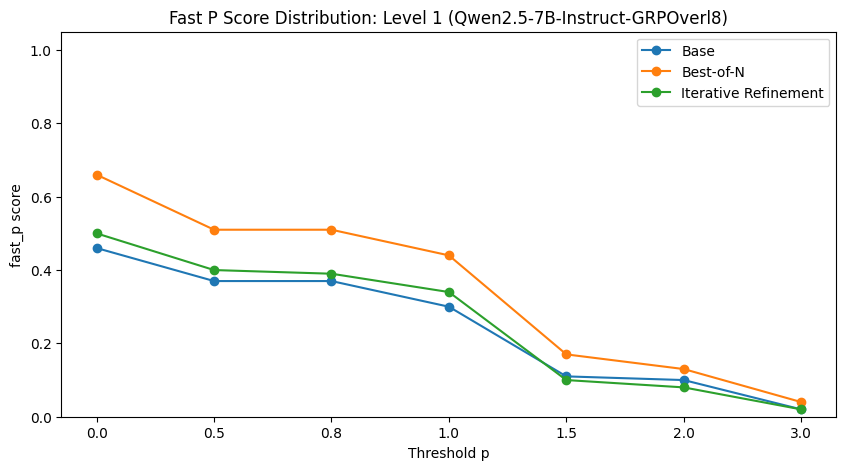 Fast P Score Distribution: Level 1 (Qwen2.5-7B-Instruct-GRPOverl8)
Base
Best-of-N
Iterative Refinement
fast_p score
1.0
0.8
0.6
0.4
0.2
0.0
0.0 0.5 0.8 1.0 1.5 2.0 3.0
Threshold p